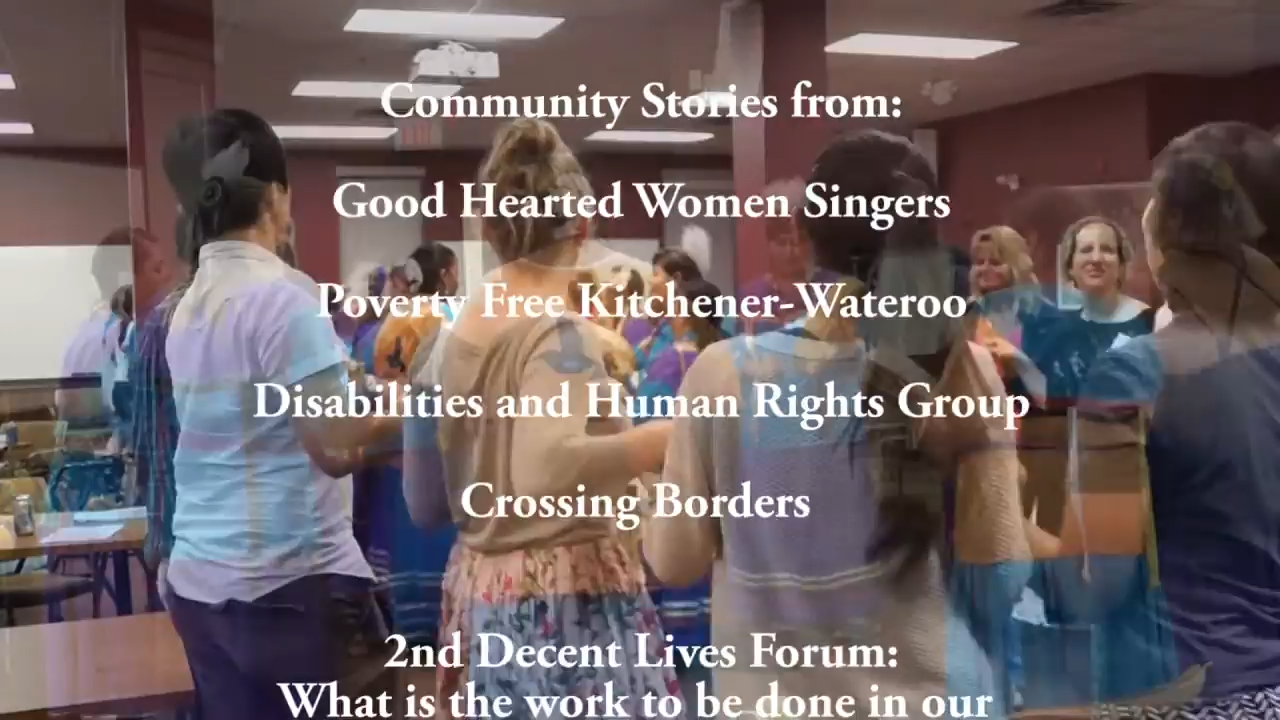 Community Stories from:
Good Hearted Women Singers
Poverty Free Kitchener-Wateroo
Disabilities and Human Rights Group
Crossing Borders
2nd Decent Lives Forum:
What is the work to be done in our